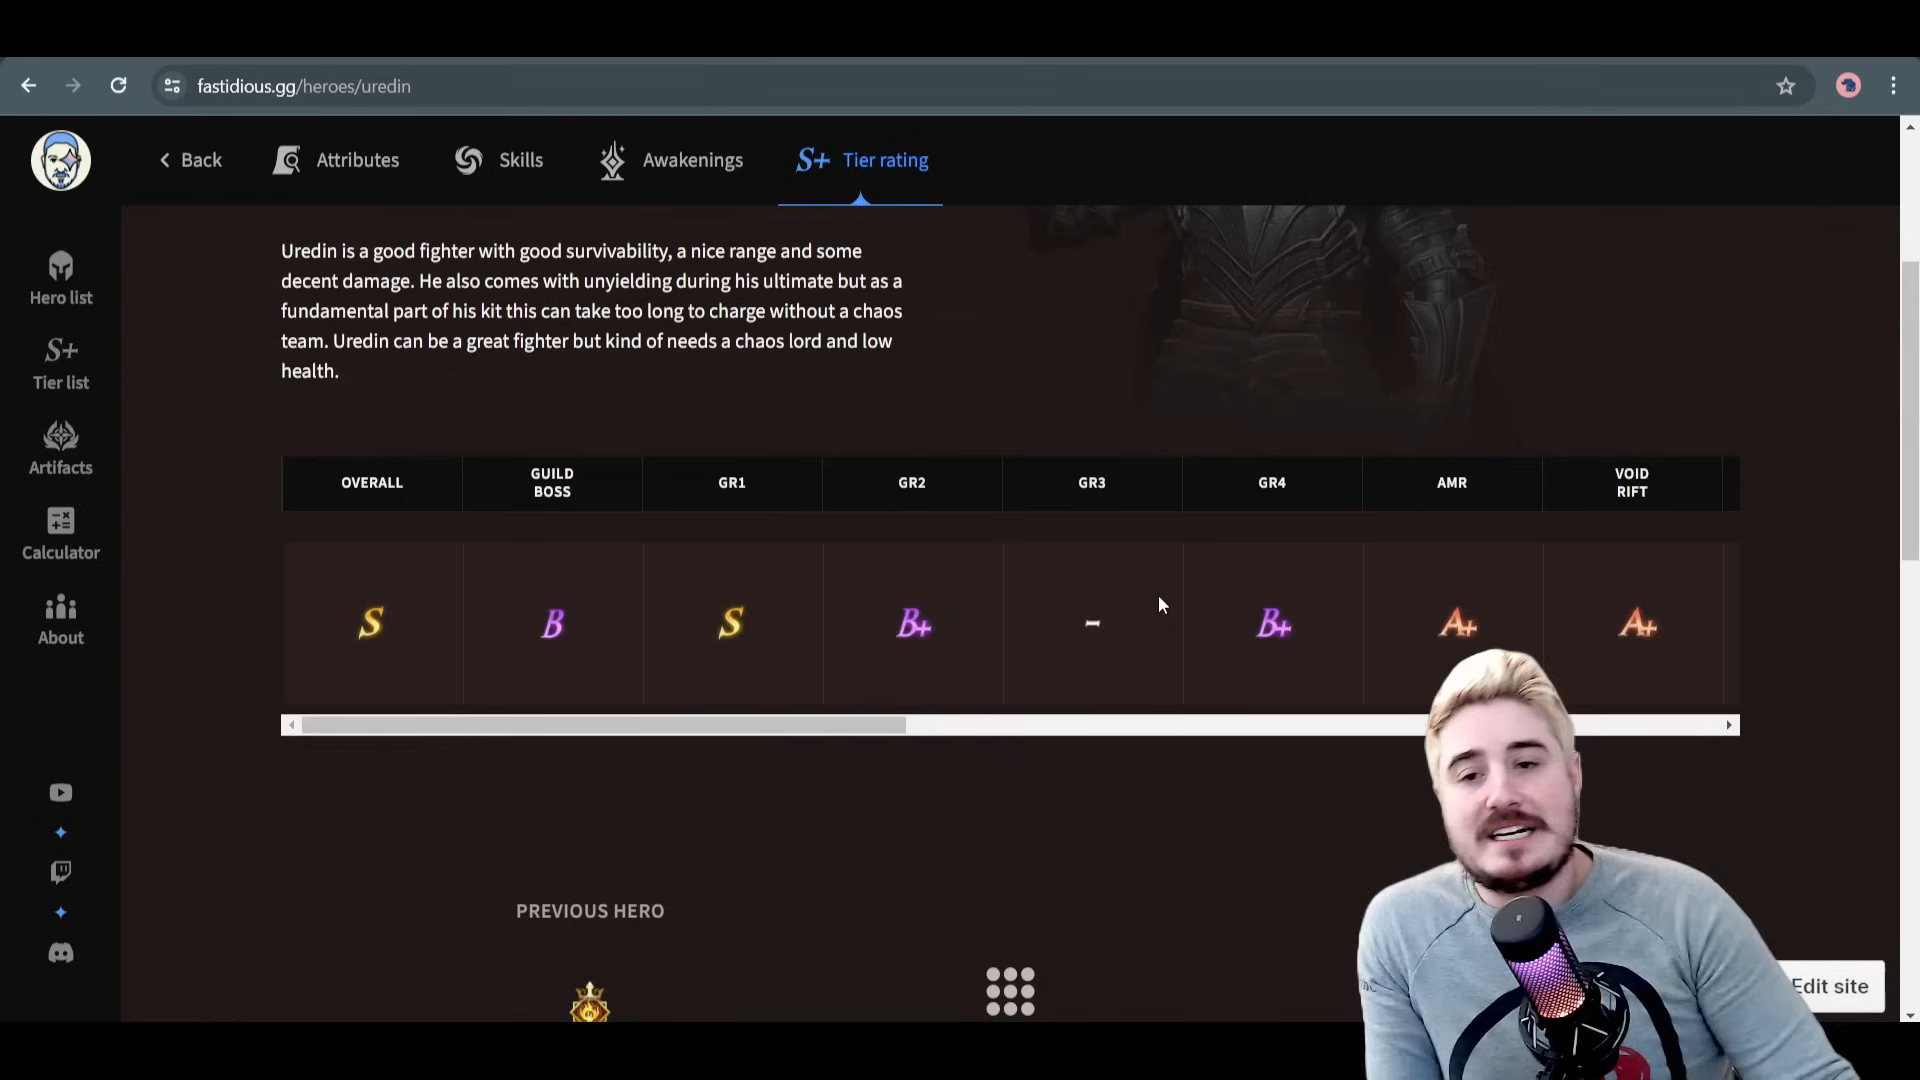 fastidious.gg/heroes/uredin
Back
Attributes
Skills
Awakenings
S+ Tier rating
Hero list
S+
Tier list
Artifacts
Calculator
About
Uredin is a good fighter with good survivability, a nice range and some
decent damage. He also comes with unyielding during his ultimate but as a
fundamental part of his kit this can take too long to charge without a chaos
team. Uredin can be a great fighter but kind of needs a chaos lord and low
health.
OVERALL
GUILD
BOSS
GR1
GR2
GR3
GR4
AMR
VOID
RIFT
S
B
S
B+
-
B+
A+
A+
PREVIOUS HERO
Edit site